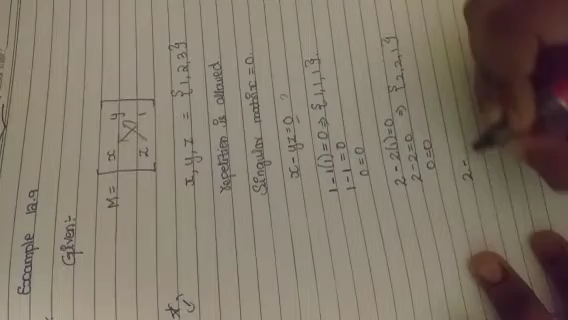 Example 12.9
Given:-
M = [ x y
z 1 ]
x, y, z = {1, 2, 3}
repetition is allowed
Singular matrix = 0.
x - yz = 0 ?
1 - 1(1) = 0 ⇒ {1, 1, 1}
1 - 1 = 0
0 = 0
2 - 2(1) = 0 ⇒ {2, 2, 1}
2 - 2 = 0
0 = 0
2 -